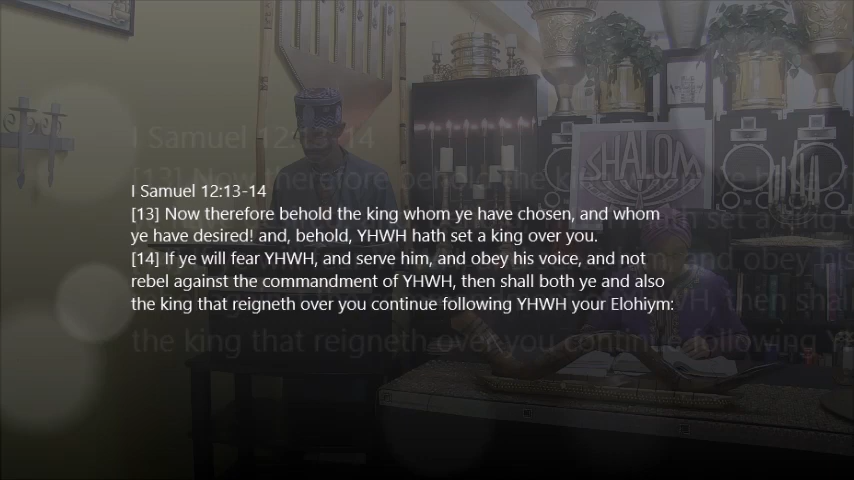 I Samuel 12:13-14
[13] Now therefore behold the king whom ye have chosen, and whom
ye have desired! and, behold, YHWH hath set a king over you.
[14] If ye will fear YHWH, and serve him, and obey his voice, and not
rebel against the commandment of YHWH, then shall both ye and also
the king that reigneth over you continue following YHWH your Elohiym:
SHALOM